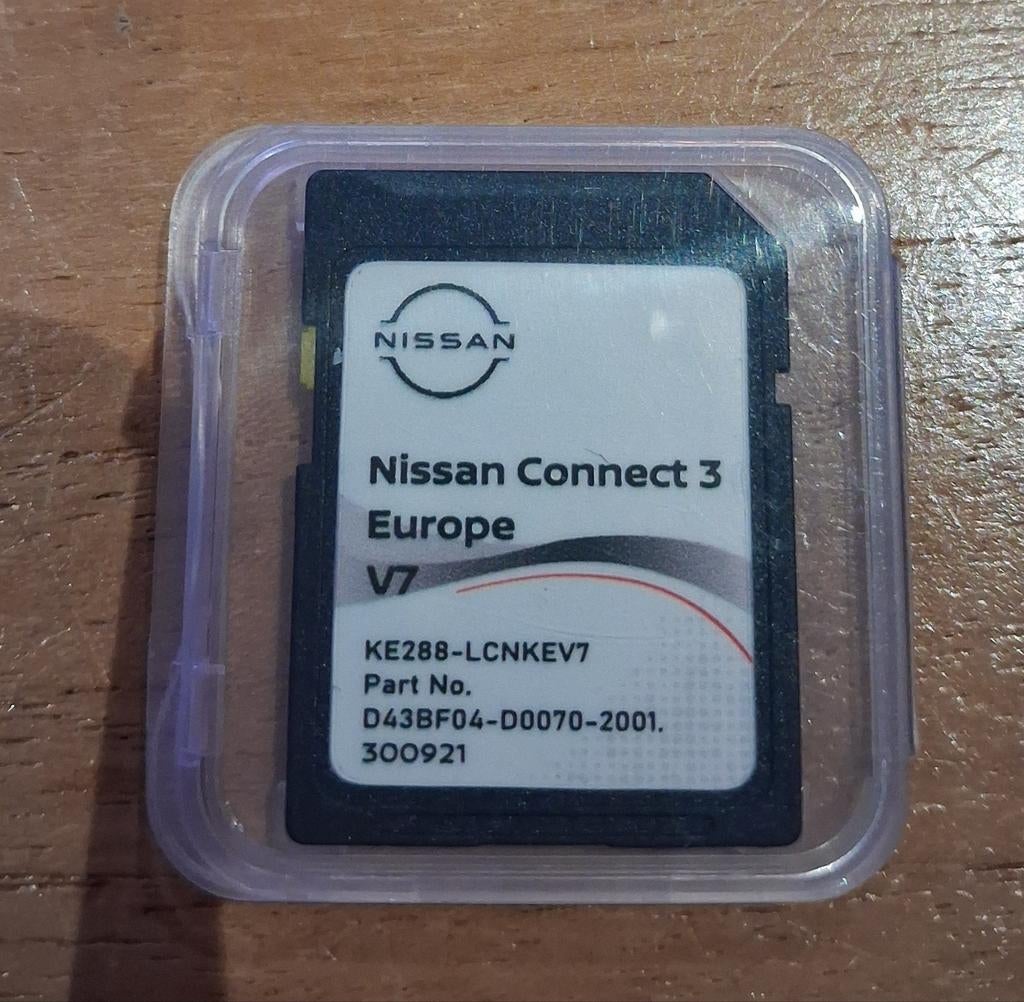 NISSAN
Nissan Connect 3
Europe
V7
KE288-LCNKEV7
Part No.
D43BF04-D0070-2001.
300921